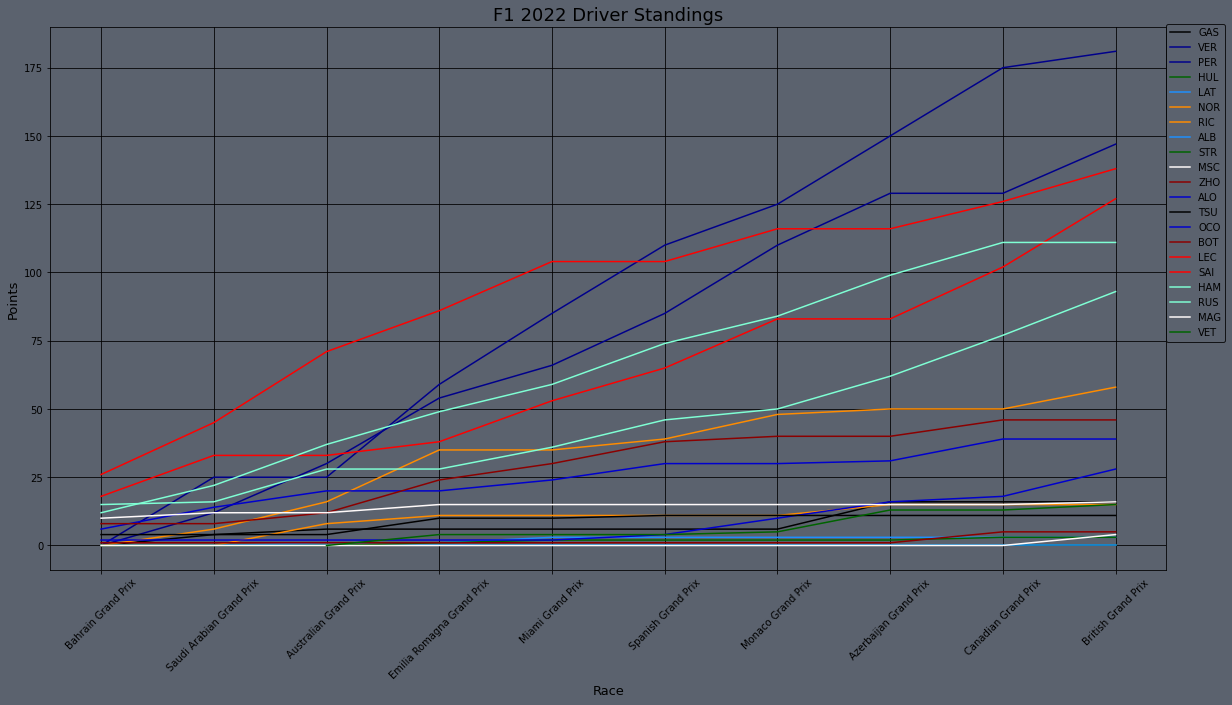 F1 2022 Driver Standings
GAS
VER
PER
HUL
LAT
NOR
RIC
ALB
STR
MSC
ZHO
ALO
TSU
OCO
BOT
LEC
SAI
HAM
RUS
MAG
VET
Points
175
150
125
100
75
50
25
0
Bahrain Grand Prix
Saudi Arabian Grand Prix
Australian Grand Prix
Emilia Romagna Grand Prix
Miami Grand Prix
Spanish Grand Prix
Monaco Grand Prix
Azerbaijan Grand Prix
Canadian Grand Prix
British Grand Prix
Race